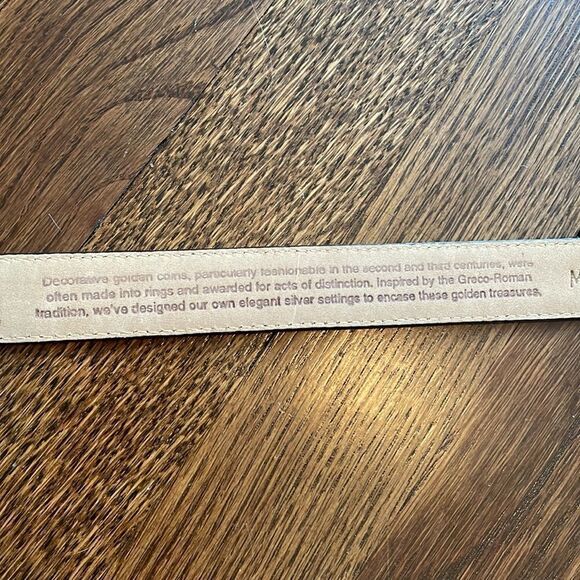 Decorative golden coins, particularly fashionable in the second and third centuries, were
often made into rings and awarded for acts of distinction. Inspired by the Greco-Roman
tradition, we've designed our own elegant silver settings to encase these golden treasures.
M